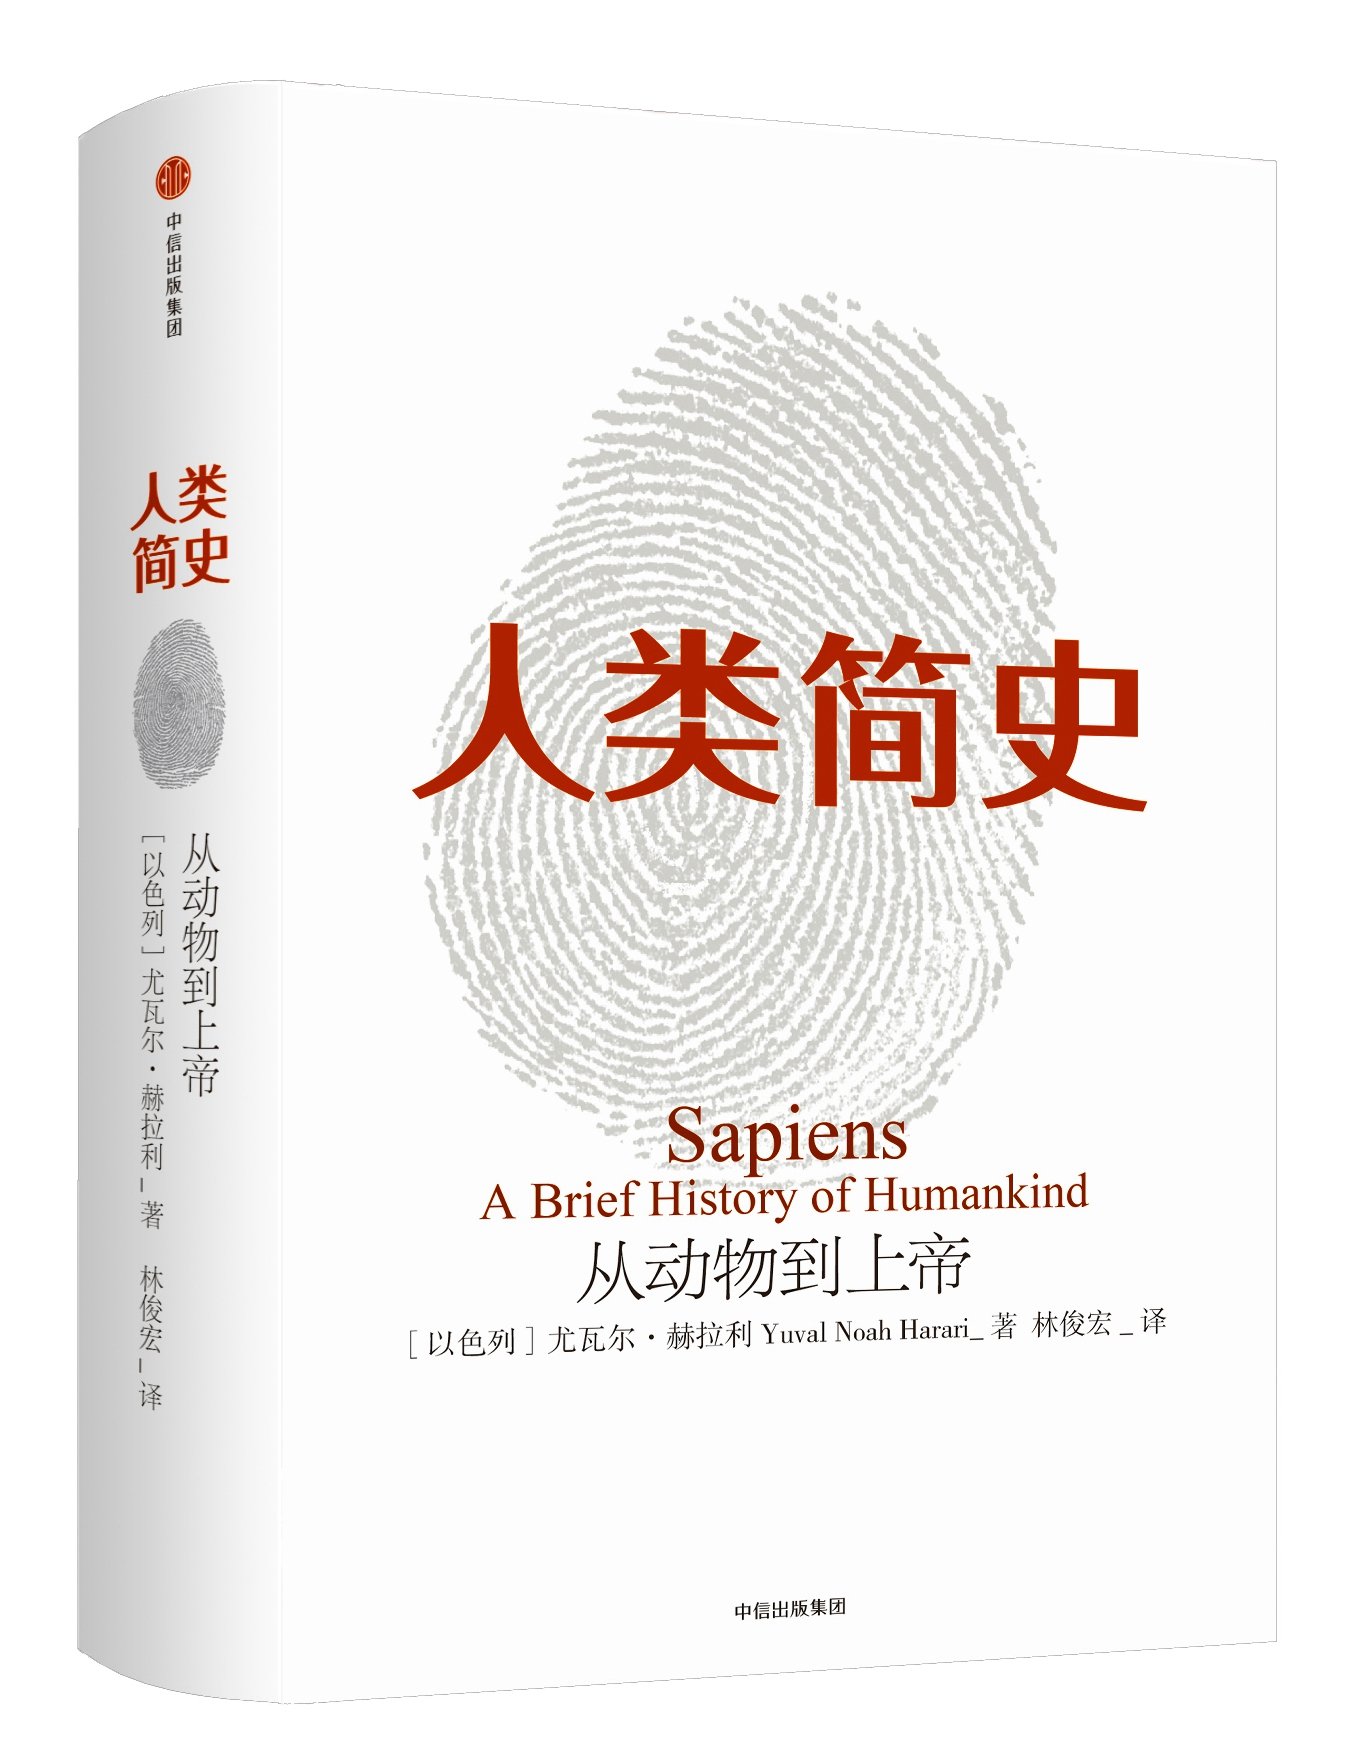 中信出版集团
人类
简史
从动物到上帝
[以色列]尤瓦尔·赫拉利_著 林俊宏_译
人类简史
Sapiens
A Brief History of Humankind
从动物到上帝
[以色列]尤瓦尔·赫拉利 Yuval Noah Harari_著 林俊宏_译
中信出版集团